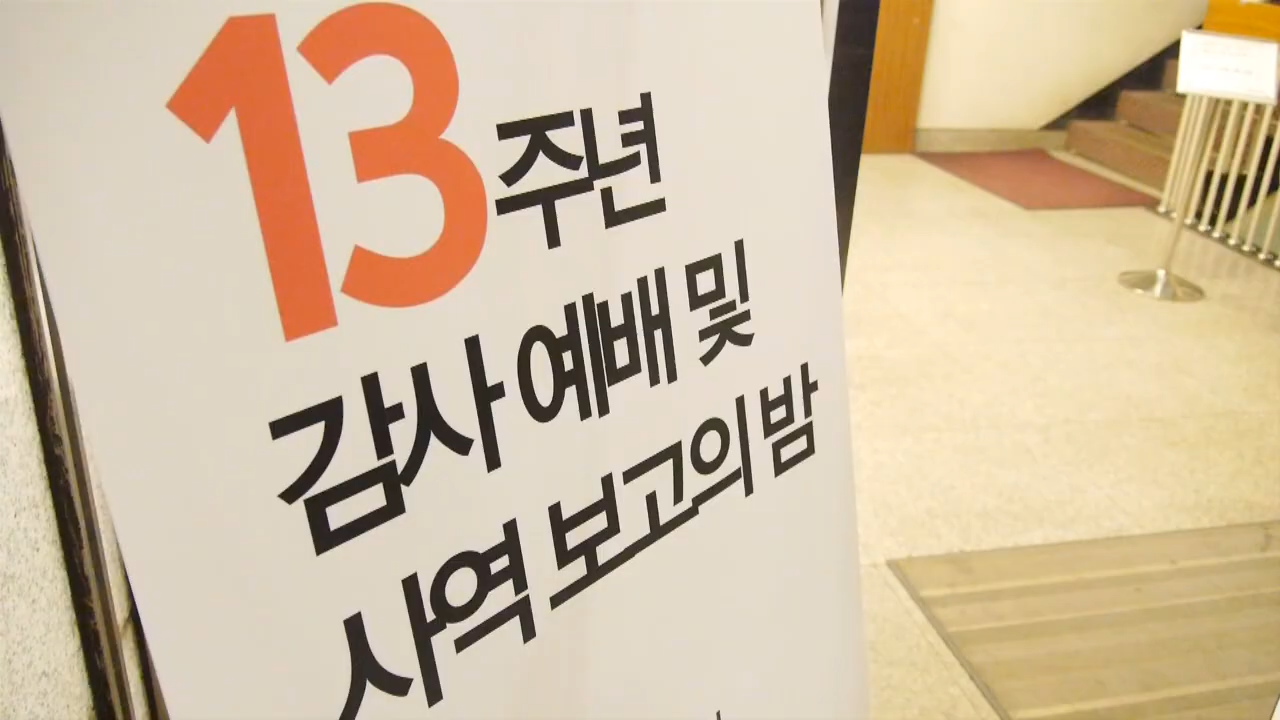 13주년
감사 예배 및
사역 보고의 밤